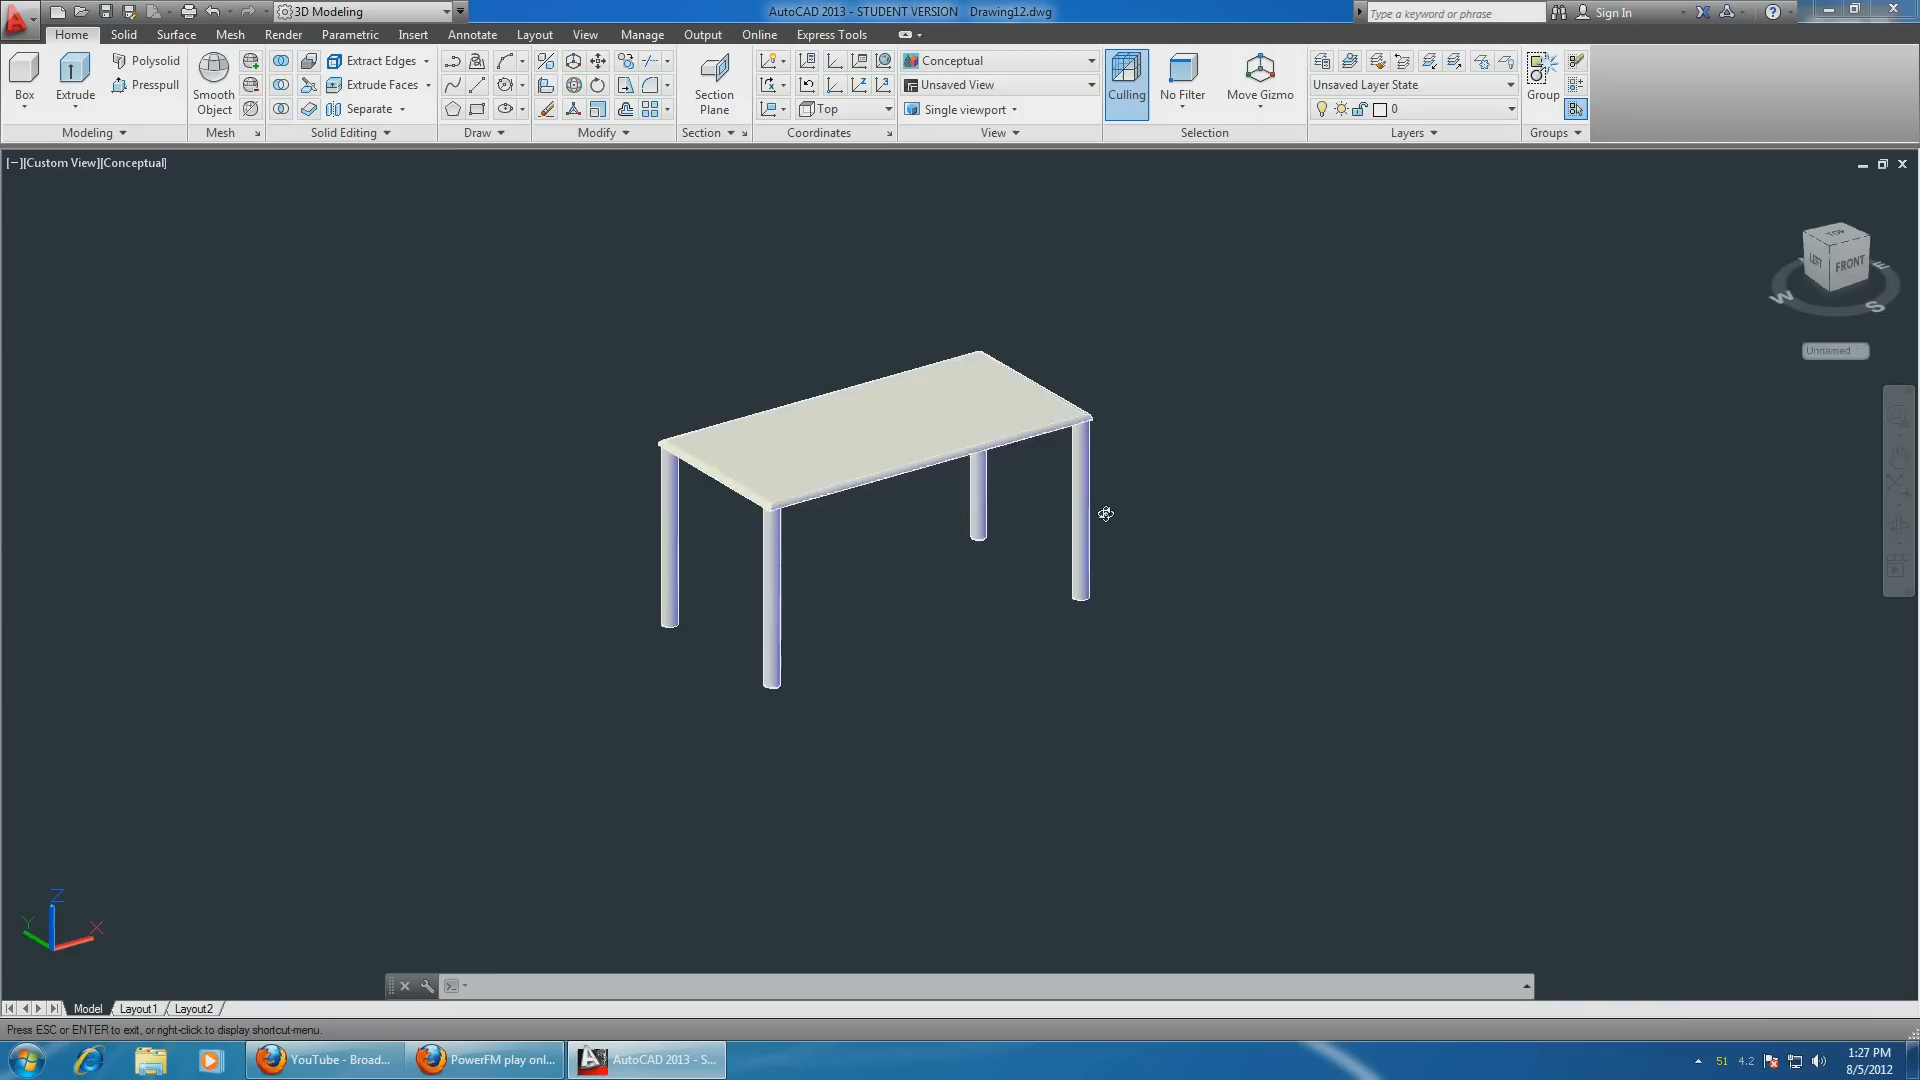 3D Modeling
AutoCAD 2013 - STUDENT VERSION Drawing12.dwg
Type a keyword or phrase
Sign In
Home Solid Surface Mesh Render Parametric Insert Annotate Layout View Manage Output Online Express Tools
Box
Extrude
Polysolid
Presspull
Smooth
Object
Extract Edges
Extrude Faces
Separate
Section
Plane
Top
Conceptual
Unsaved View
Single viewport
Culling
No Filter
Move Gizmo
Unsaved Layer State
0
Group
Modeling Mesh Solid Editing Draw Modify Section Coordinates View Selection Layers Groups
[−][Custom View][Conceptual]
TOP
LEFT FRONT
W S E
Unnamed
Z
Y X
Model Layout1 Layout2
Press ESC or ENTER to exit, or right-click to display shortcut-menu.
YouTube - Broad...
PowerFM play onl...
AutoCAD 2013 - S...
51 4.2
1:27 PM
8/5/2012